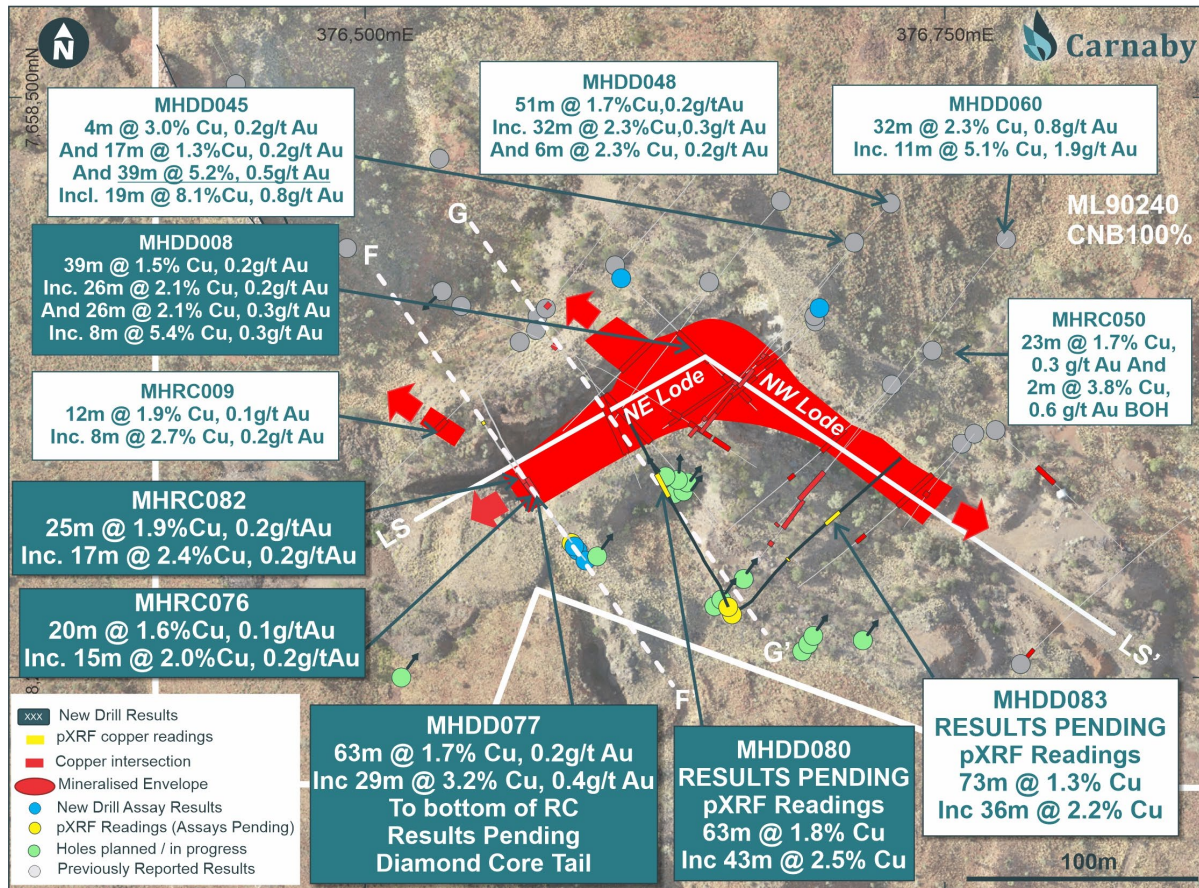 N
376,500mE
376,750mE
Carnaby
7,658,500mN
MHDD045
4m @ 3.0% Cu, 0.2g/t Au
And 17m @ 1.3%Cu, 0.2g/t Au
And 39m @ 5.2%, 0.5g/t Au
Incl. 19m @ 8.1%Cu, 0.8g/t Au
MHDD048
51m @ 1.7%Cu,0.2g/tAu
Inc. 32m @ 2.3%Cu,0.3g/t Au
And 6m @ 2.3% Cu, 0.2g/t Au
MHDD060
32m @ 2.3% Cu, 0.8g/t Au
Inc. 11m @ 5.1% Cu, 1.9g/t Au
ML90240
CNB100%
G
F
MHDD008
39m @ 1.5% Cu, 0.2g/t Au
Inc. 26m @ 2.1% Cu, 0.2g/t Au
And 26m @ 2.1% Cu, 0.3g/t Au
Inc. 8m @ 5.4% Cu, 0.3g/t Au
MHRC050
23m @ 1.7% Cu,
0.3 g/t Au And
2m @ 3.8% Cu,
0.6 g/t Au BOH
NE Lode
NW Lode
MHRC009
12m @ 1.9% Cu, 0.1g/t Au
Inc. 8m @ 2.7% Cu, 0.2g/t Au
MHRC082
25m @ 1.9%Cu, 0.2g/tAu
Inc. 17m @ 2.4%Cu, 0.2g/tAu
LS
MHRC076
20m @ 1.6%Cu, 0.1g/tAu
Inc. 15m @ 2.0%Cu, 0.2g/tAu
G'
LS'
F'
XXX New Drill Results
pXRF copper readings
Copper intersection
Mineralised Envelope
New Drill Assay Results
pXRF Readings (Assays Pending)
Holes planned / in progress
Previously Reported Results
MHDD077
63m @ 1.7% Cu, 0.2g/t Au
Inc 29m @ 3.2% Cu, 0.4g/t Au
To bottom of RC
Results Pending
Diamond Core Tail
MHDD080
RESULTS PENDING
pXRF Readings
63m @ 1.8% Cu
Inc 43m @ 2.5% Cu
MHDD083
RESULTS PENDING
pXRF Readings
73m @ 1.3% Cu
Inc 36m @ 2.2% Cu
100m